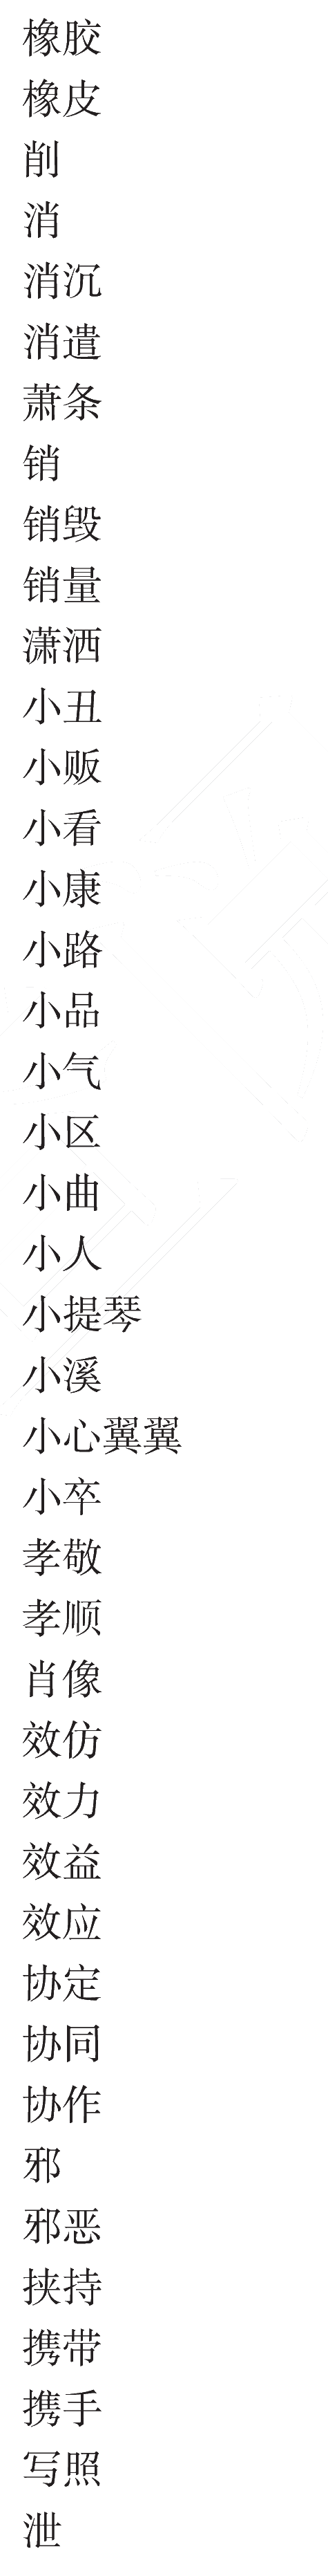 橡胶
橡皮
削
消
消沉
消遣
萧条
销
销毁
销量
潇洒
小丑
小贩
小看
小康
小路
小品
小气
小区
小曲
小人
小提琴
小溪
小心翼翼
小卒
孝敬
孝顺
肖像
效仿
效力
效益
效应
协定
协同
协作
邪
邪恶
挟持
携带
携手
写照
泄